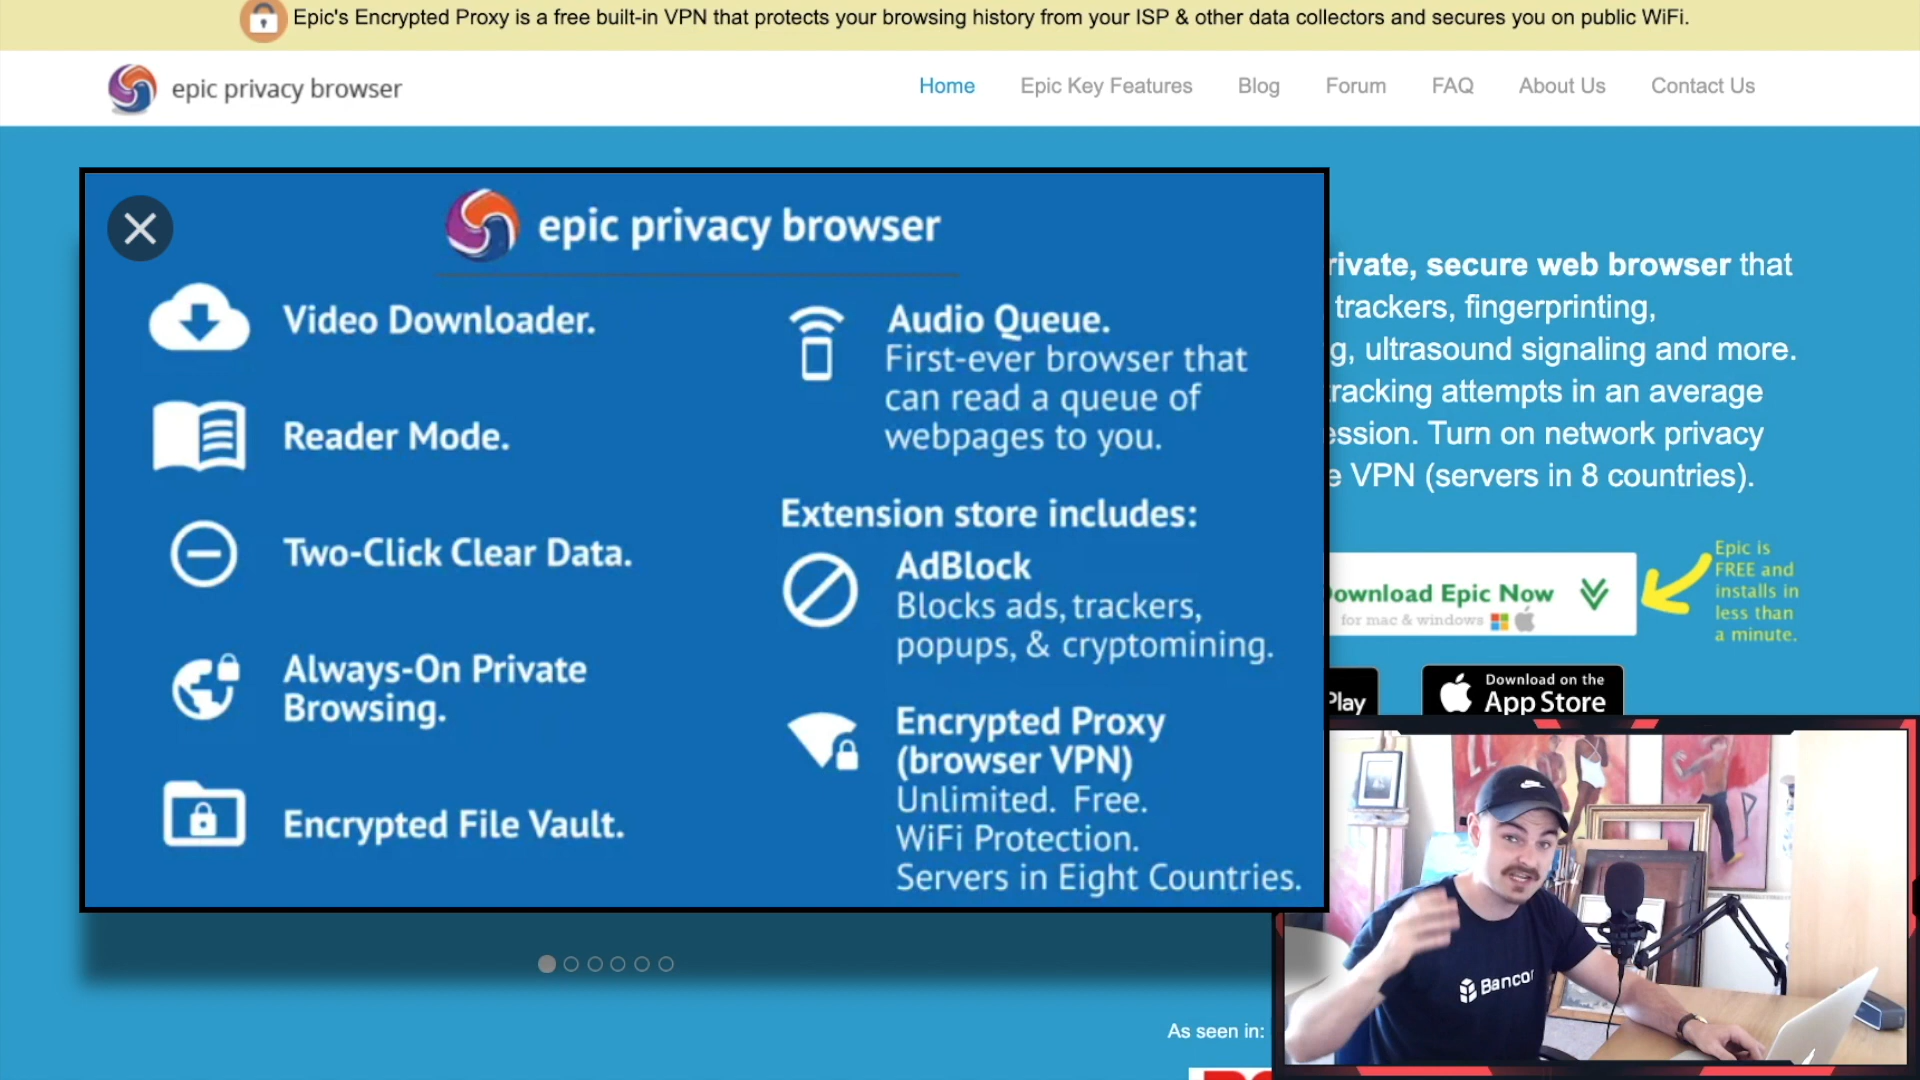 Epic's Encrypted Proxy is a free built-in VPN that protects your browsing history from your ISP & other data collectors and secures you on public WiFi.
epic privacy browser
Home Epic Key Features Blog Forum FAQ About Us Contact Us
epic privacy browser
Video Downloader.
Reader Mode.
Two-Click Clear Data.
Always-On Private
Browsing.
Encrypted File Vault.
Audio Queue.
First-ever browser that
can read a queue of
webpages to you.
Extension store includes:
AdBlock
Blocks ads, trackers,
popups, & cryptomining.
Encrypted Proxy
(browser VPN)
Unlimited. Free.
WiFi Protection.
Servers in Eight Countries.
rivate, secure web browser that
trackers, fingerprinting,
g, ultrasound signaling and more.
racking attempts in an average
ession. Turn on network privacy
e VPN (servers in 8 countries).
ownload Epic Now
for mac & windows
Epic is
FREE and
installs in
less than
a minute.
Play
Download on the
App Store
Bancor
As seen in: